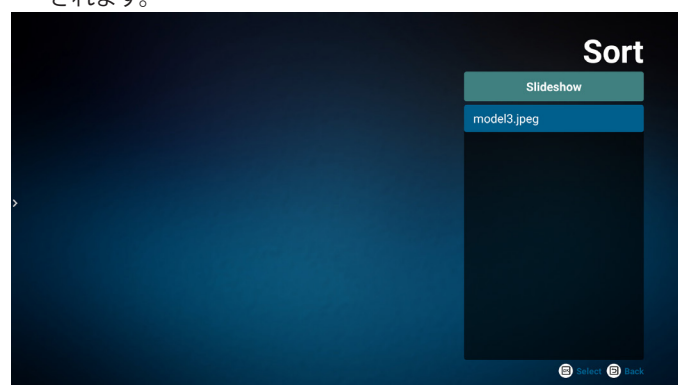 されます。
Sort
Slideshow
model3.jpeg
Select Back